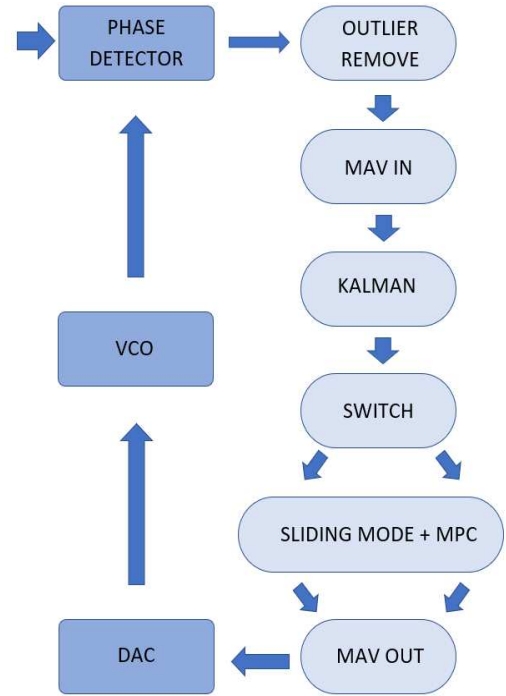 PHASE
DETECTOR
OUTLIER
REMOVE
MAV IN
KALMAN
VCO
SWITCH
SLIDING MODE + MPC
DAC
MAV OUT